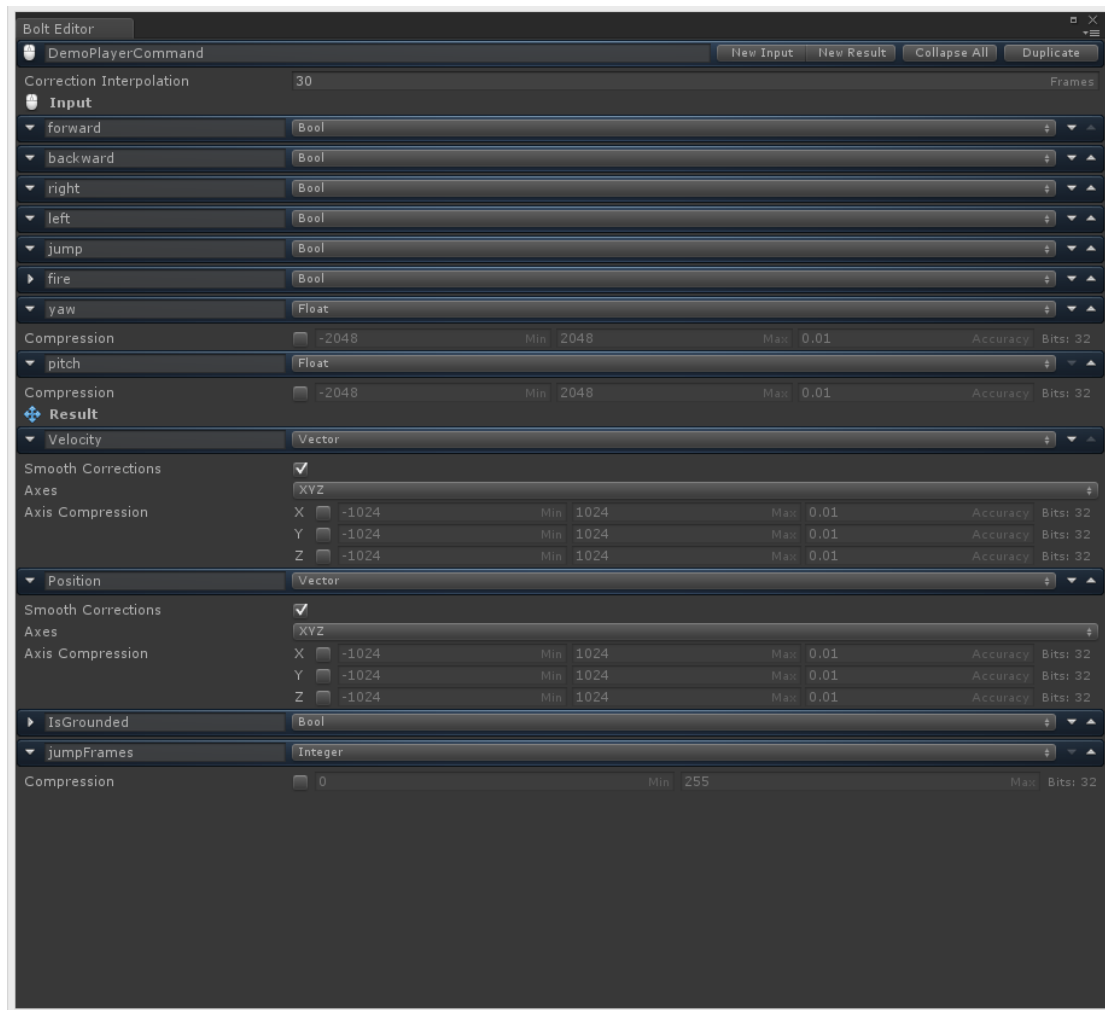 Bolt Editor
DemoPlayerCommand New Input New Result Collapse All Duplicate
Correction Interpolation 30 Frames
Input
forward Bool
backward Bool
right Bool
left Bool
jump Bool
fire Bool
yaw Float
Compression -2048 Min 2048 Max 0.01 Accuracy Bits: 32
pitch Float
Compression -2048 Min 2048 Max 0.01 Accuracy Bits: 32
Result
Velocity Vector
Smooth Corrections
Axes XYZ
Axis Compression X -1024 Min 1024 Max 0.01 Accuracy Bits: 32
Y -1024 Min 1024 Max 0.01 Accuracy Bits: 32
Z -1024 Min 1024 Max 0.01 Accuracy Bits: 32
Position Vector
Smooth Corrections
Axes XYZ
Axis Compression X -1024 Min 1024 Max 0.01 Accuracy Bits: 32
Y -1024 Min 1024 Max 0.01 Accuracy Bits: 32
Z -1024 Min 1024 Max 0.01 Accuracy Bits: 32
IsGrounded Bool
jumpFrames Integer
Compression 0 Min 255 Max Bits: 32